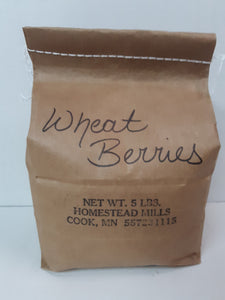 Wheat
Berries
NET WT. 5 LBS.
HOMESTEAD MILLS
COOK, MN